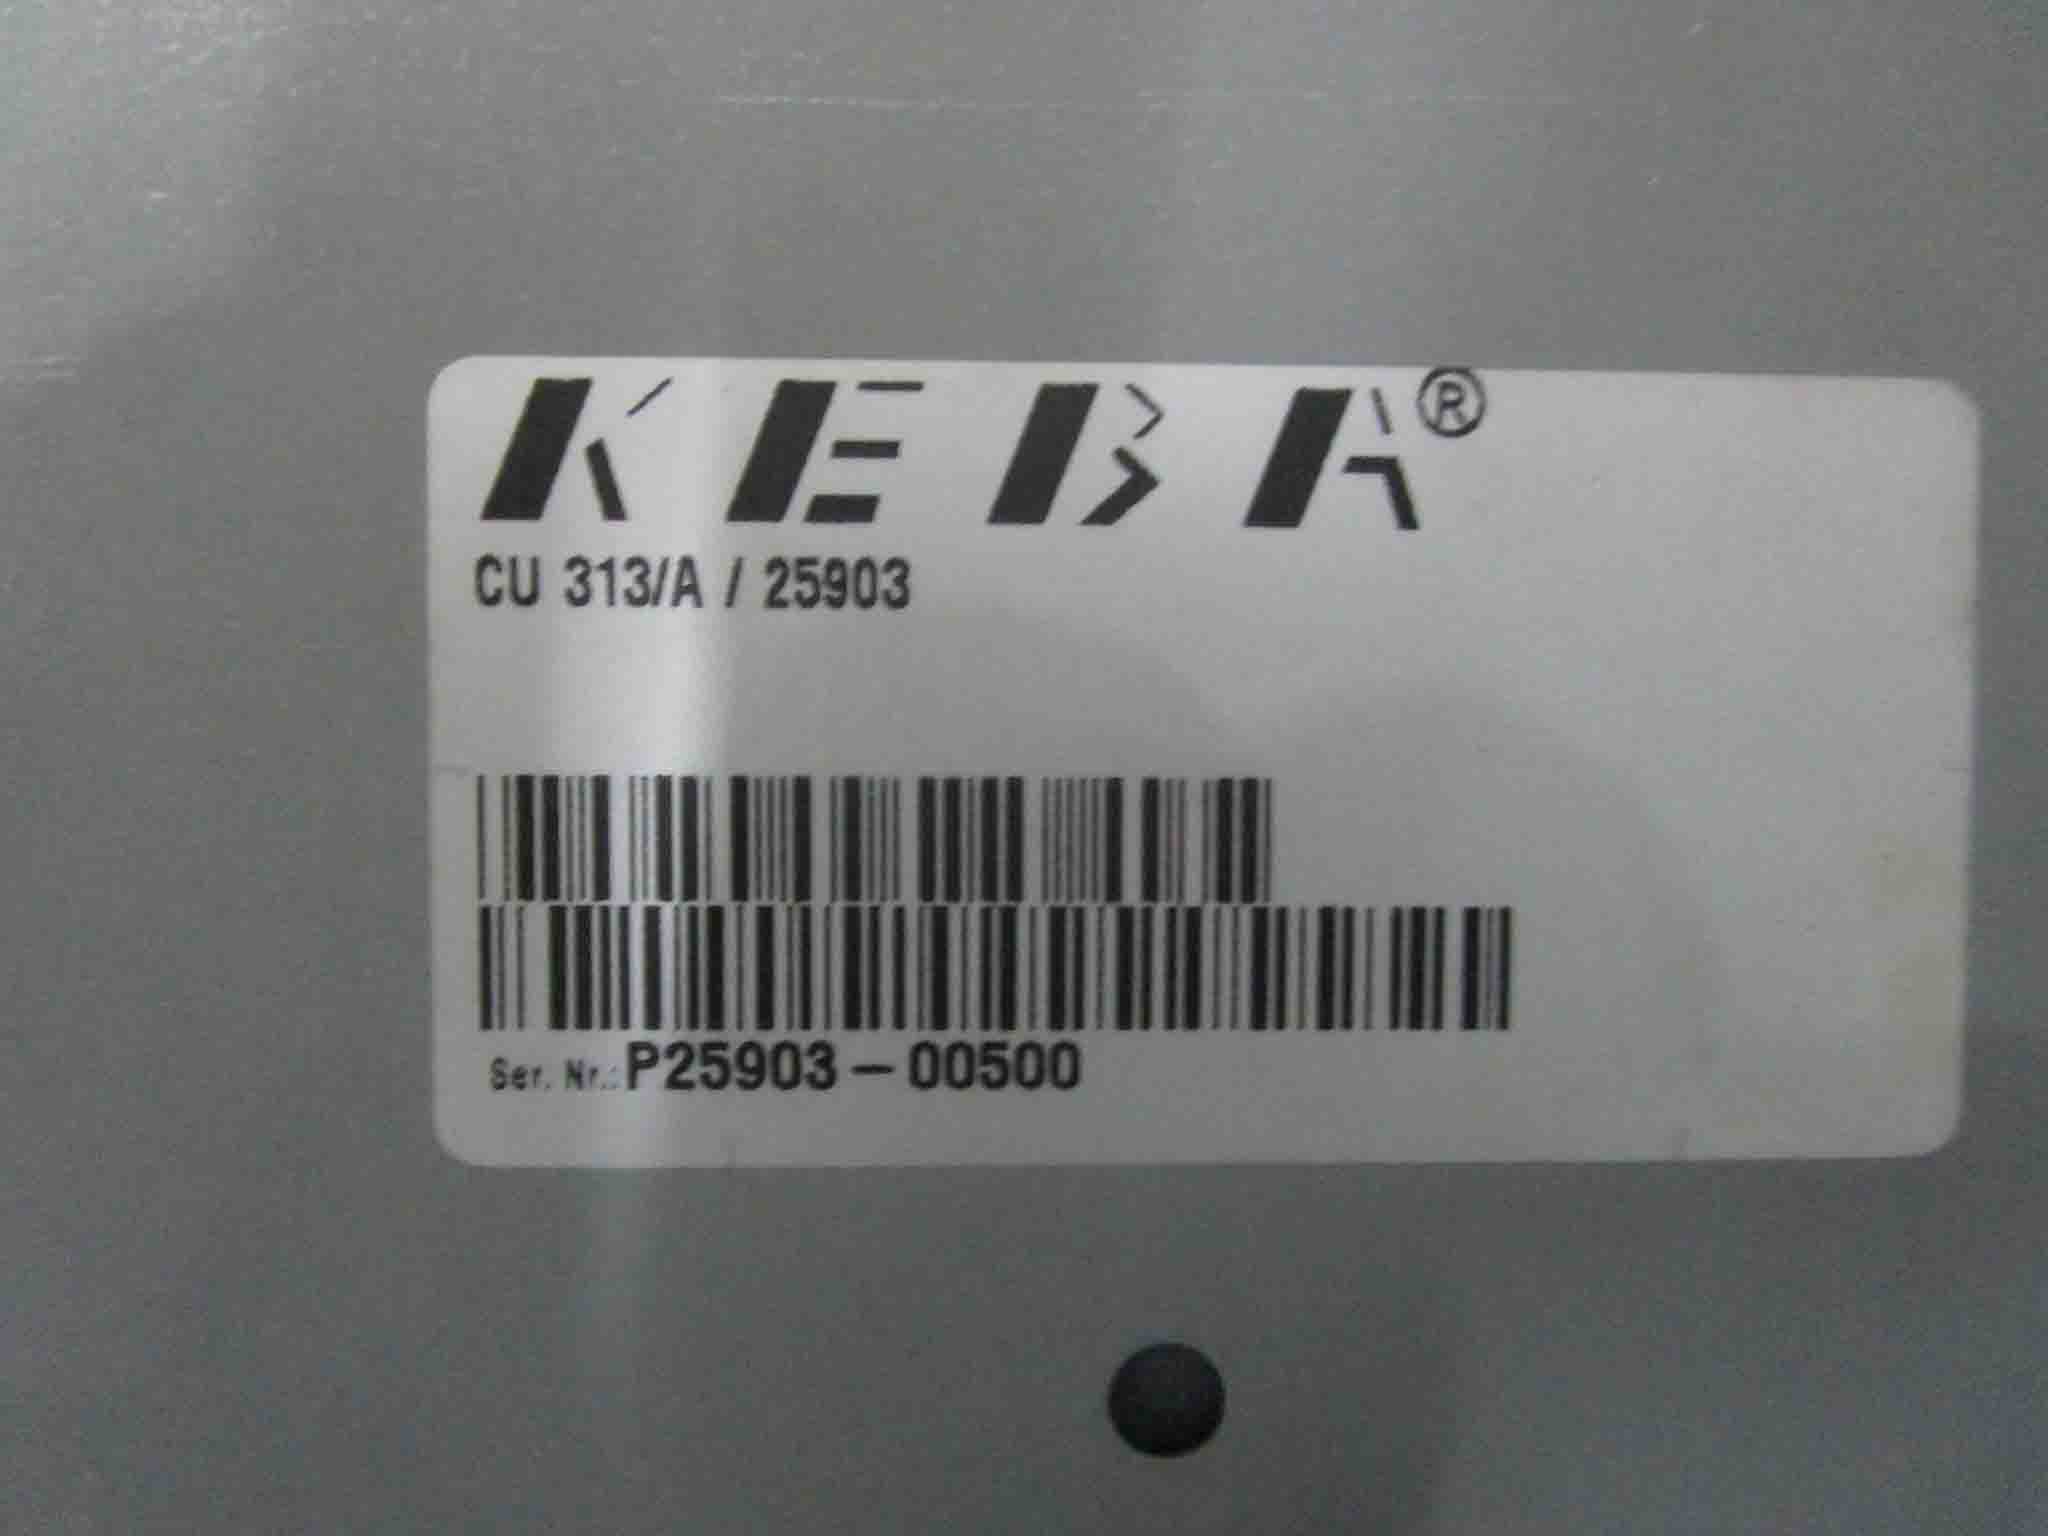 KEBA®
CU 313/A / 25903
Ser. Nr.: P25903-00500